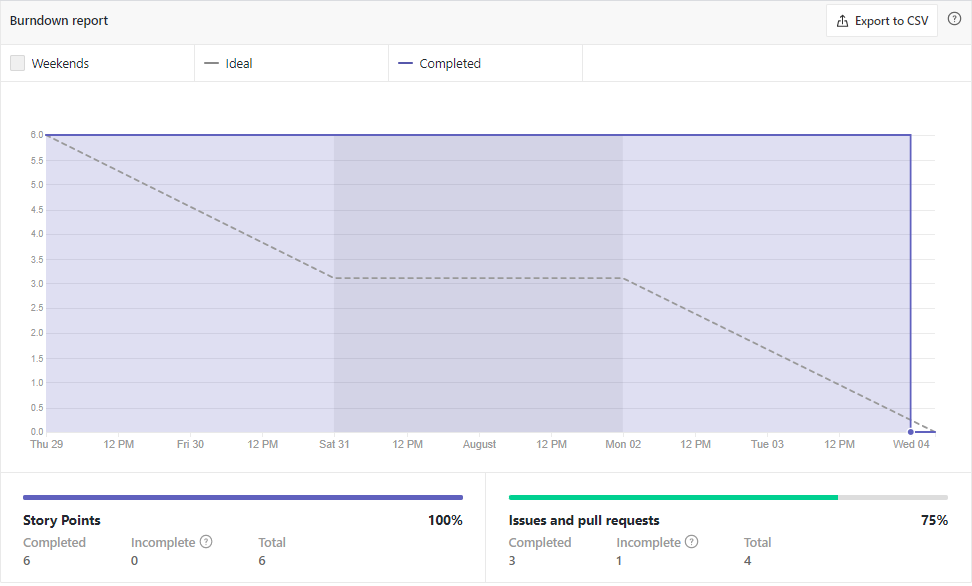 Burndown report
Export to CSV
?
Weekends
Ideal
Completed
6.0
5.5
5.0
4.5
4.0
3.5
3.0
2.5
2.0
1.5
1.0
0.5
0.0
Thu 29 12 PM Fri 30 12 PM Sat 31 12 PM August 12 PM Mon 02 12 PM Tue 03 12 PM Wed 04
Story Points 100%
Completed Incomplete ? Total
6 0 6
Issues and pull requests 75%
Completed Incomplete ? Total
3 1 4